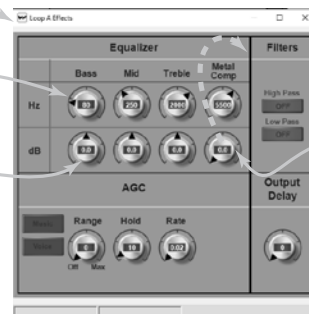 Loop A Effects
Equalizer
Filters
Bass Mid Treble Metal Comp
Hz 80 250 2000 5500
High Pass
OFF
Low Pass
OFF
dB 0.0 0.0 0.0 0.0
AGC
Output Delay
Range Hold Rate
0 10 0.02 0
Off Max